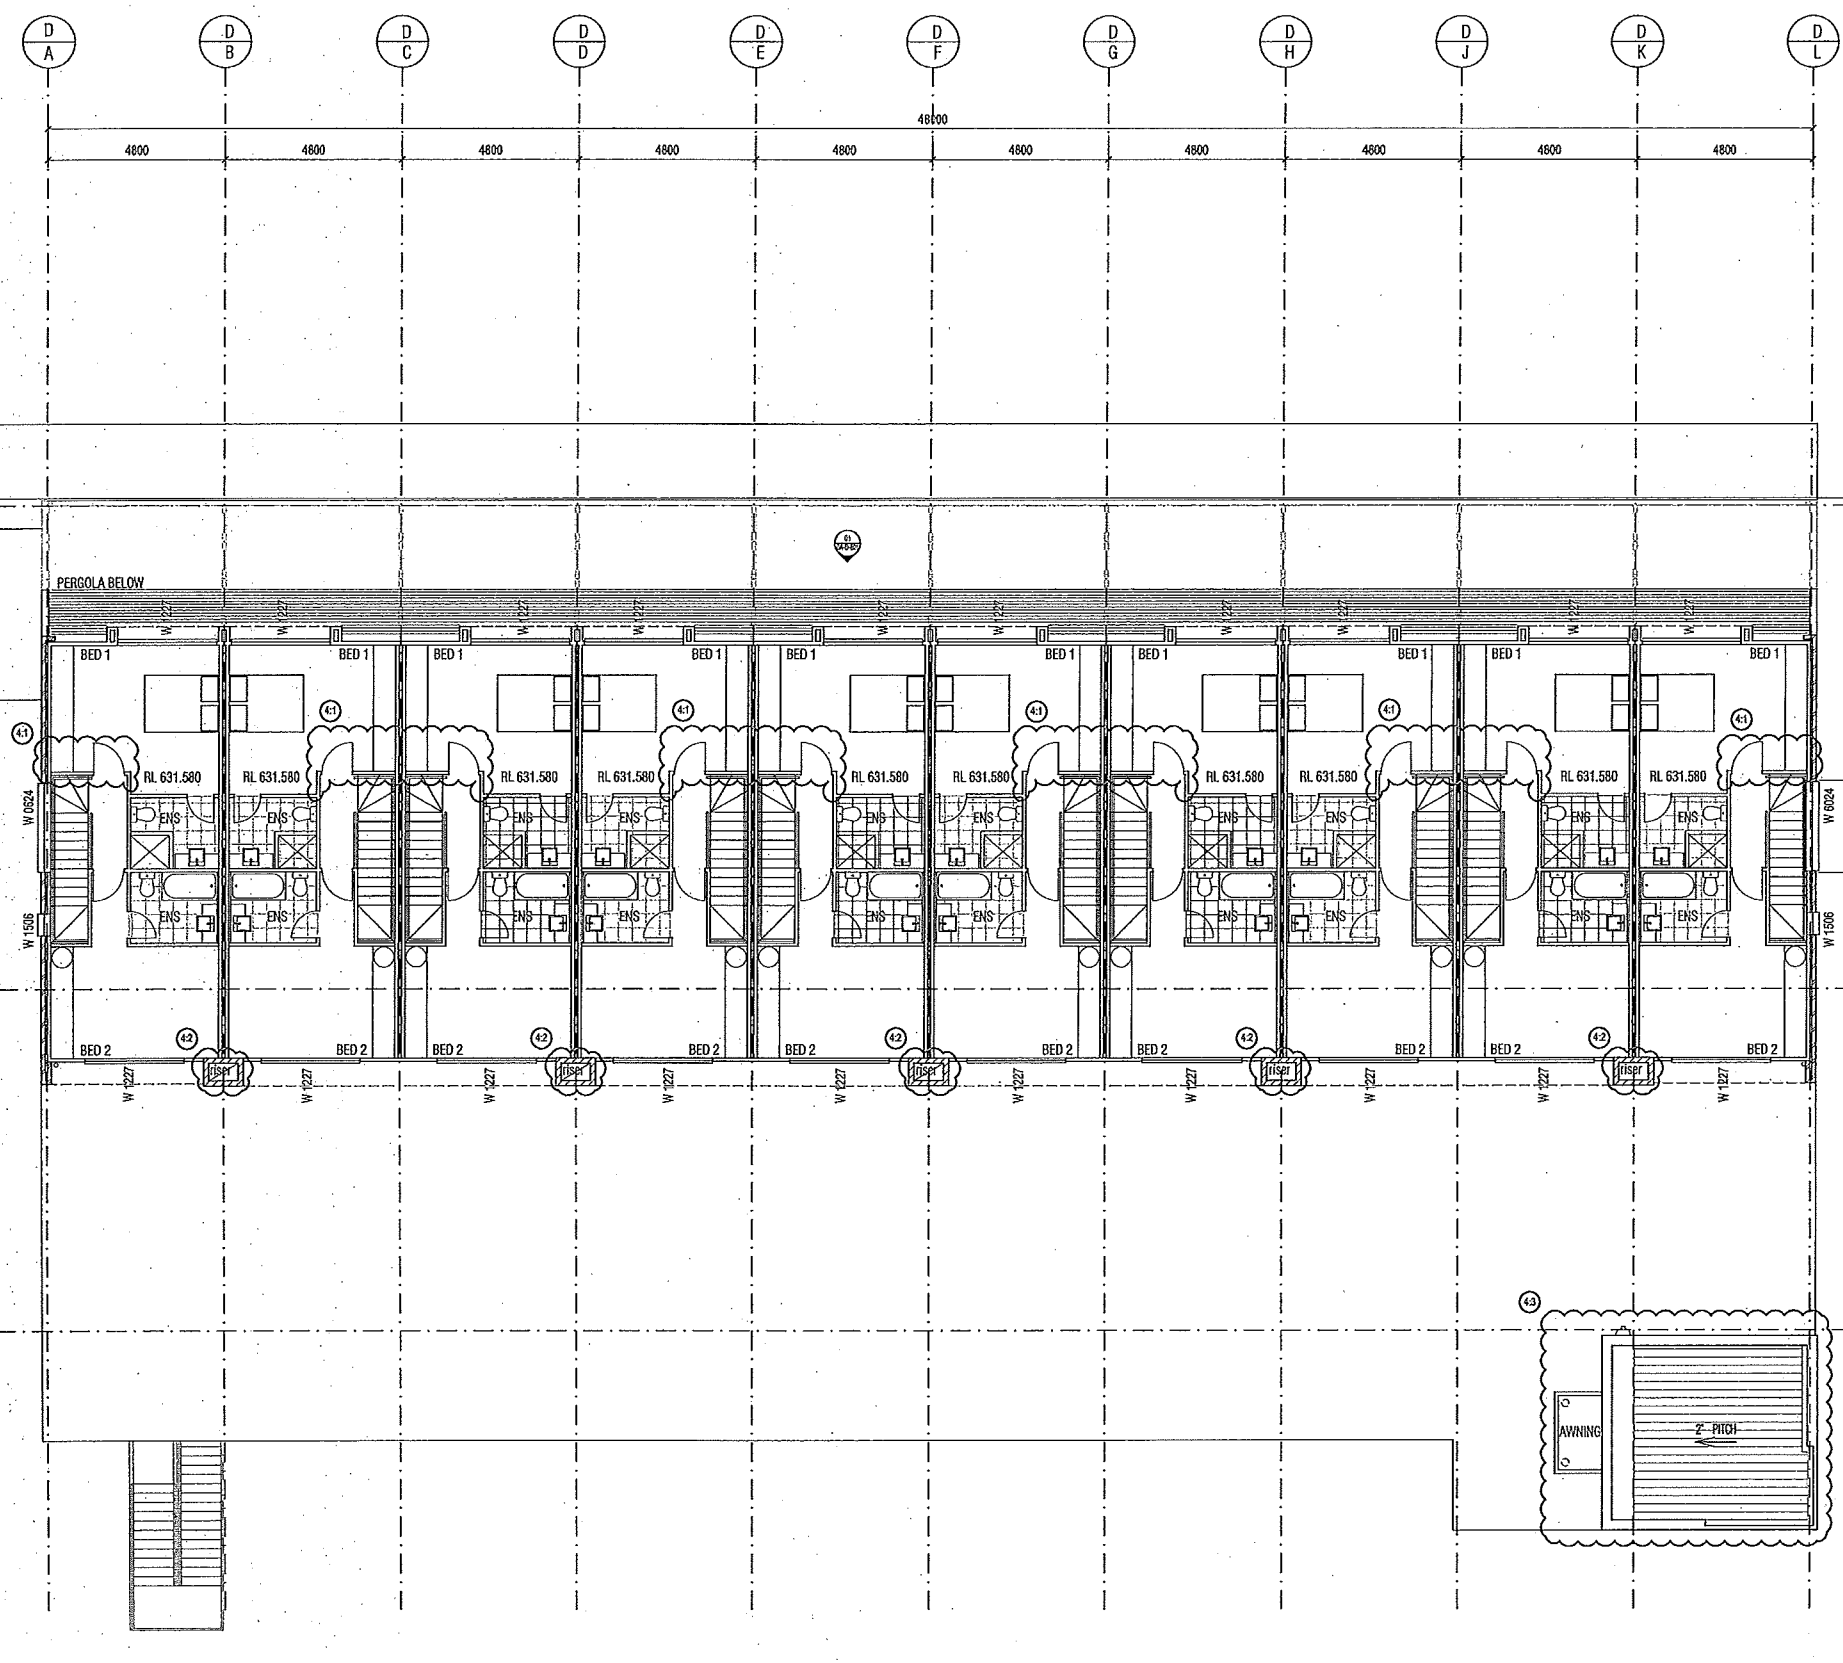 D D D D D D D D D D D
A B C D E F G H J K L
48000
4800 4800 4800 4800 4800 4800 4800 4800 4800 4800
01
PERGOLA BELOW
W 1227 W 1227 W 1227 W 1227 W 1227 W 1227 W 1227 W 1227 W 1227 W 1227
BED 1 BED 1 BED 1 BED 1 BED 1 BED 1 BED 1 BED 1 BED 1 BED 1
4:1 4:1 4:1 4:1 4:1 4:1
RL 631.580 RL 631.580 RL 631.580 RL 631.580 RL 631.580 RL 631.580 RL 631.580 RL 631.580 RL 631.580 RL 631.580
W 0624 W 6024
ENS ENS ENS ENS ENS ENS ENS ENS ENS ENS
ENS ENS ENS ENS ENS ENS ENS ENS ENS ENS
W 1506 W 1506
4:2 4:2 4:2 4:2 4:2
BED 2 BED 2 BED 2 BED 2 BED 2 BED 2 BED 2 BED 2 BED 2 BED 2
riser riser riser riser riser
W 1227 W 1227 W 1227 W 1227 W 1227 W 1227 W 1227 W 1227 W 1227 W 1227
4:3
AWNING
2° PITCH